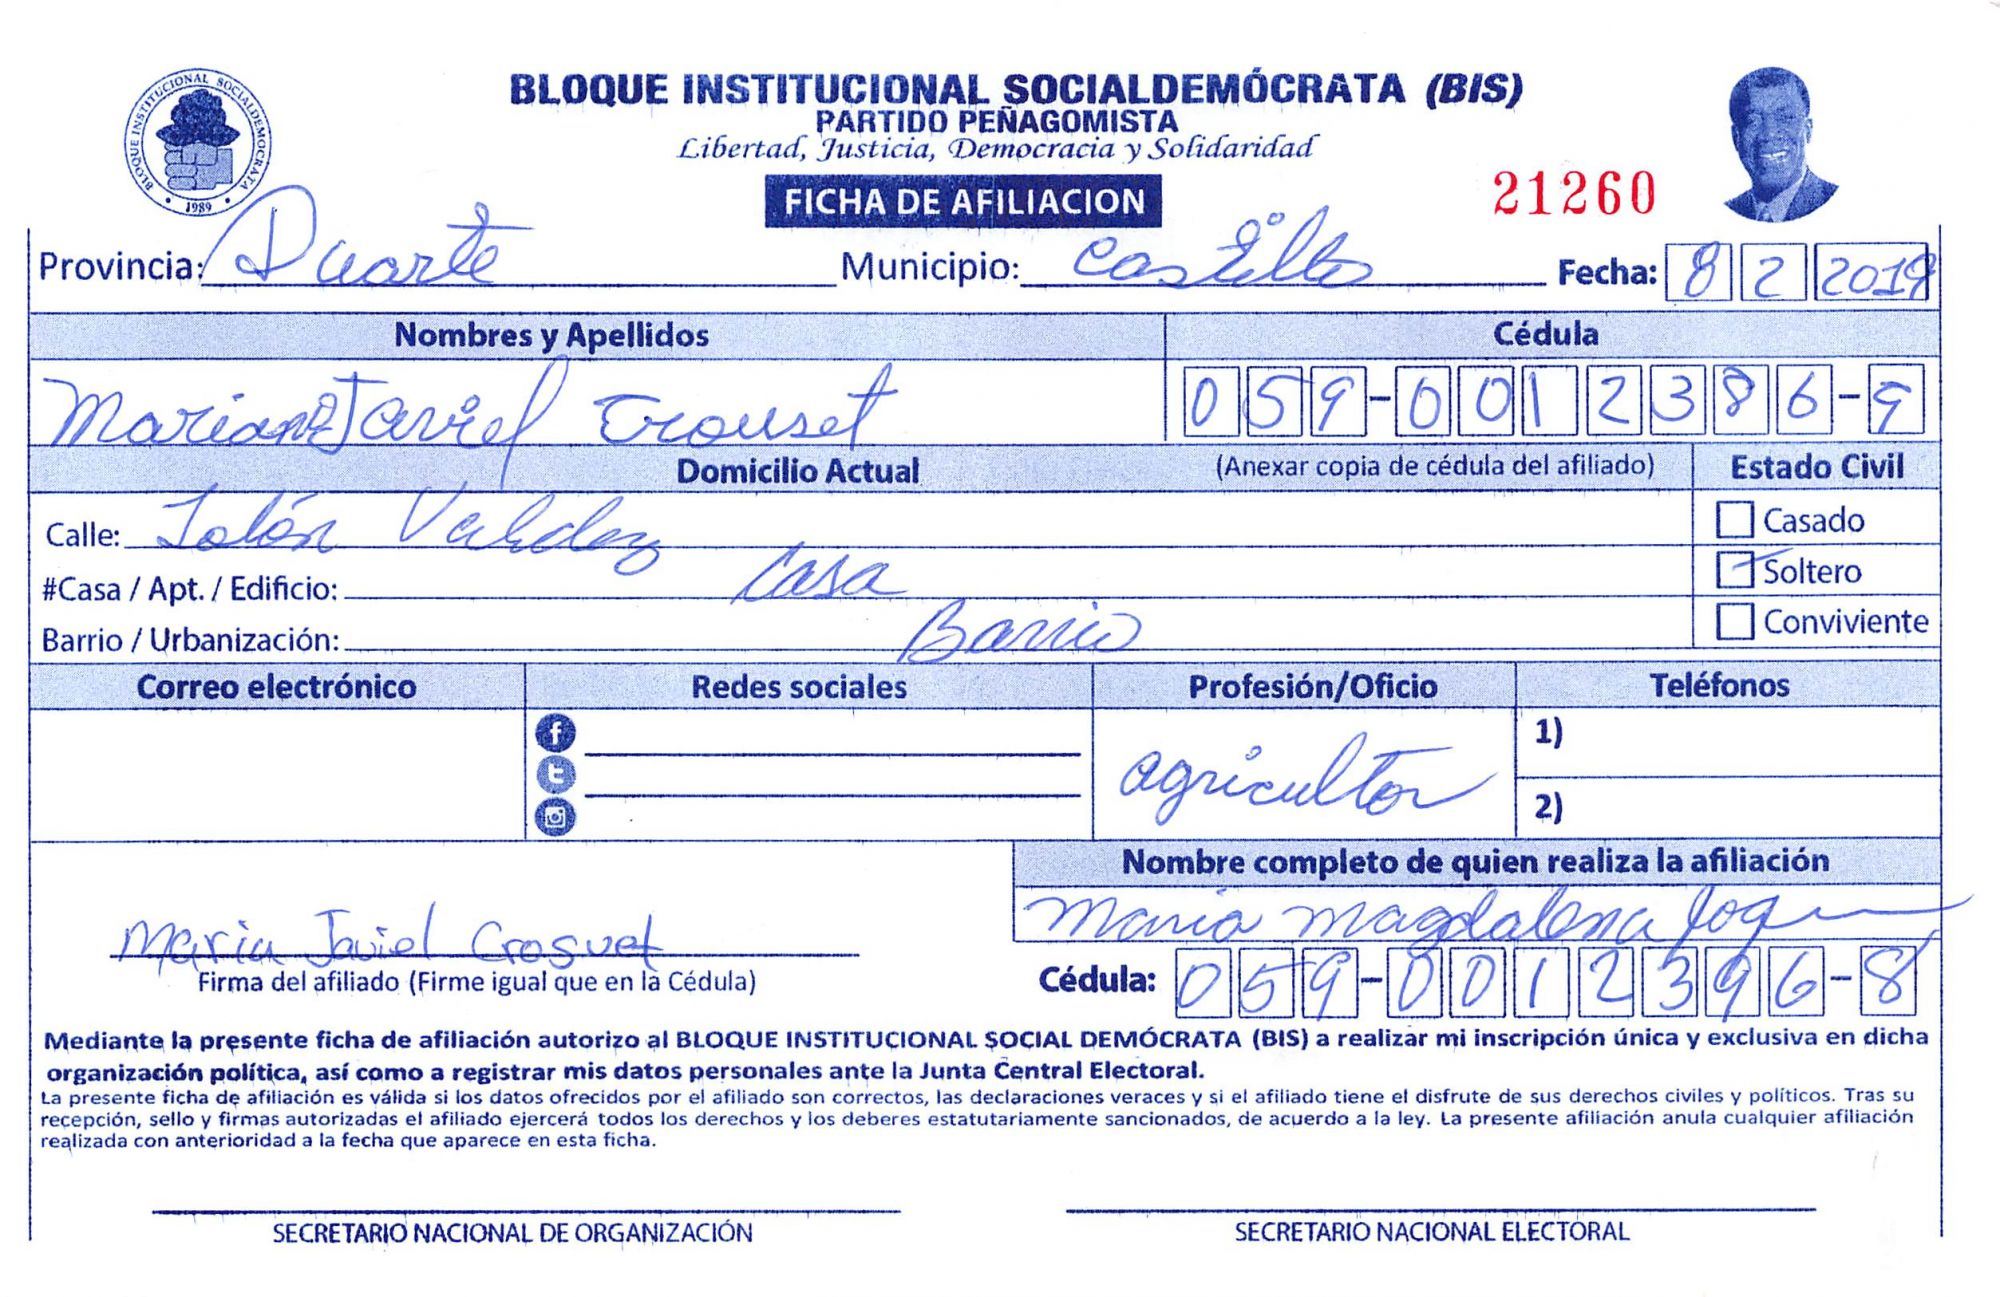 BLOQUE INSTITUCIONAL SOCIALDEMOCRATA
1989
BLOQUE INSTITUCIONAL SOCIALDEMÓCRATA (BIS)
PARTIDO PEÑAGOMISTA
Libertad, Justicia, Democracia y Solidaridad
FICHA DE AFILIACION
21260
Provincia: Duarte Municipio: Castillo Fecha: 8 2 2019
Nombres y Apellidos Cédula
Javiel 059-0012386-9
Domicilio Actual (Anexar copia de cédula del afiliado) Estado Civil
Calle: Valdez Casado
#Casa / Apt. / Edificio: Casa Soltero
Barrio / Urbanización: Barrio Conviviente
Correo electrónico Redes sociales Profesión/Oficio Teléfonos
agricultor 1)
2)
Nombre completo de quien realiza la afiliación
Maria Magdalena
Maria Javiel Crosuet
Firma del afiliado (Firme igual que en la Cédula) Cédula: 059-0012396-8
Mediante la presente ficha de afiliación autorizo al BLOQUE INSTITUCIONAL SOCIAL DEMÓCRATA (BIS) a realizar mi inscripción única y exclusiva en dicha
organización política, así como a registrar mis datos personales ante la Junta Central Electoral.
La presente ficha de afiliación es válida si los datos ofrecidos por el afiliado son correctos, las declaraciones veraces y si el afiliado tiene el disfrute de sus derechos civiles y políticos. Tras su
recepción, sello y firmas autorizadas el afiliado ejercerá todos los derechos y los deberes estatutariamente sancionados, de acuerdo a la ley. La presente afiliación anula cualquier afiliación
realizada con anterioridad a la fecha que aparece en esta ficha.
SECRETARIO NACIONAL DE ORGANIZACIÓN SECRETARIO NACIONAL ELECTORAL